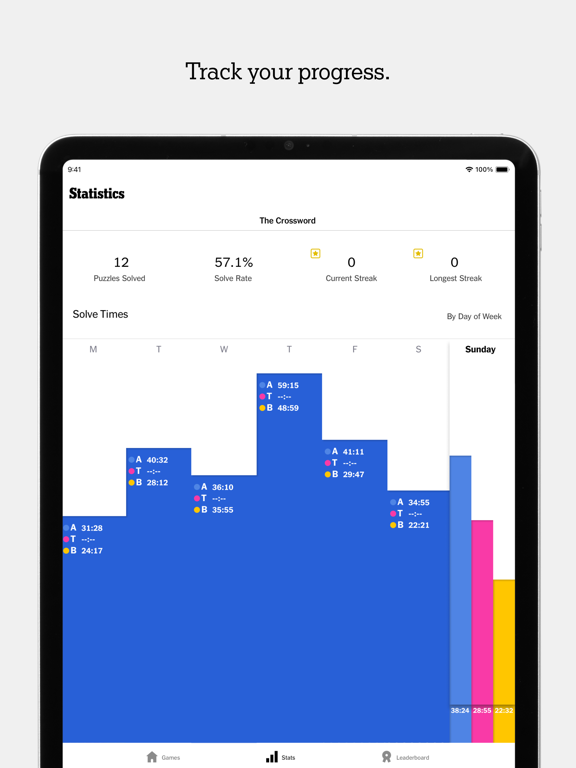 Track your progress.
9:41
100%
Statistics
The Crossword
12
Puzzles Solved
57.1%
Solve Rate
0
Current Streak
0
Longest Streak
Solve Times
By Day of Week
M T W T F S Sunday
A 31:28
T --:--
B 24:17
A 40:32
T --:--
B 28:12
A 36:10
T --:--
B 35:55
A 59:15
T --:--
B 48:59
A 41:11
T --:--
B 29:47
A 34:55
T --:--
B 22:21
38:24 28:55 22:32
Games
Stats
Leaderboard